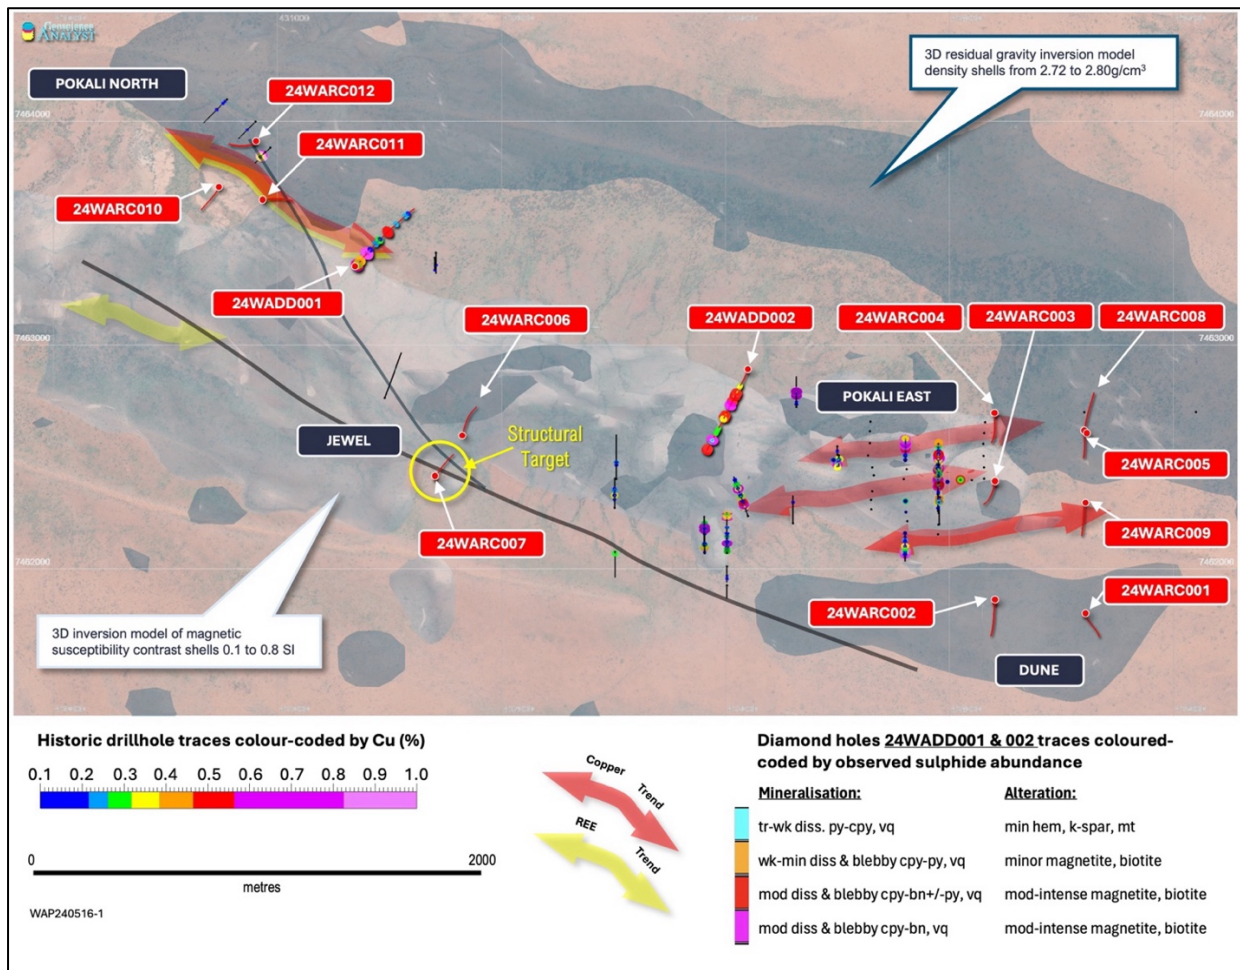 Geoscience
ANALYST
431000
3D residual gravity inversion model
density shells from 2.72 to 2.80g/cm³
POKALI NORTH
24WARC012
7464000
24WARC011
24WARC010
24WADD001
24WARC006
24WADD002
24WARC004
24WARC003
24WARC008
7463000
POKALI EAST
JEWEL
Structural
Target
24WARC005
24WARC007
24WARC009
7462000
24WARC002
24WARC001
3D inversion model of magnetic
susceptibility contrast shells 0.1 to 0.8 SI
DUNE
Historic drillhole traces colour-coded by Cu (%)
0.1 0.2 0.3 0.4 0.5 0.6 0.7 0.8 0.9 1.0
0 2000
metres
WAP240516-1
Copper Trend
REE Trend
Diamond holes 24WADD001 & 002 traces coloured-
coded by observed sulphide abundance
Mineralisation: Alteration:
tr-wk diss. py-cpy, vq min hem, k-spar, mt
wk-min diss & blebby cpy-py, vq minor magnetite, biotite
mod diss & blebby cpy-bn+/-py, vq mod-intense magnetite, biotite
mod diss & blebby cpy-bn, vq mod-intense magnetite, biotite